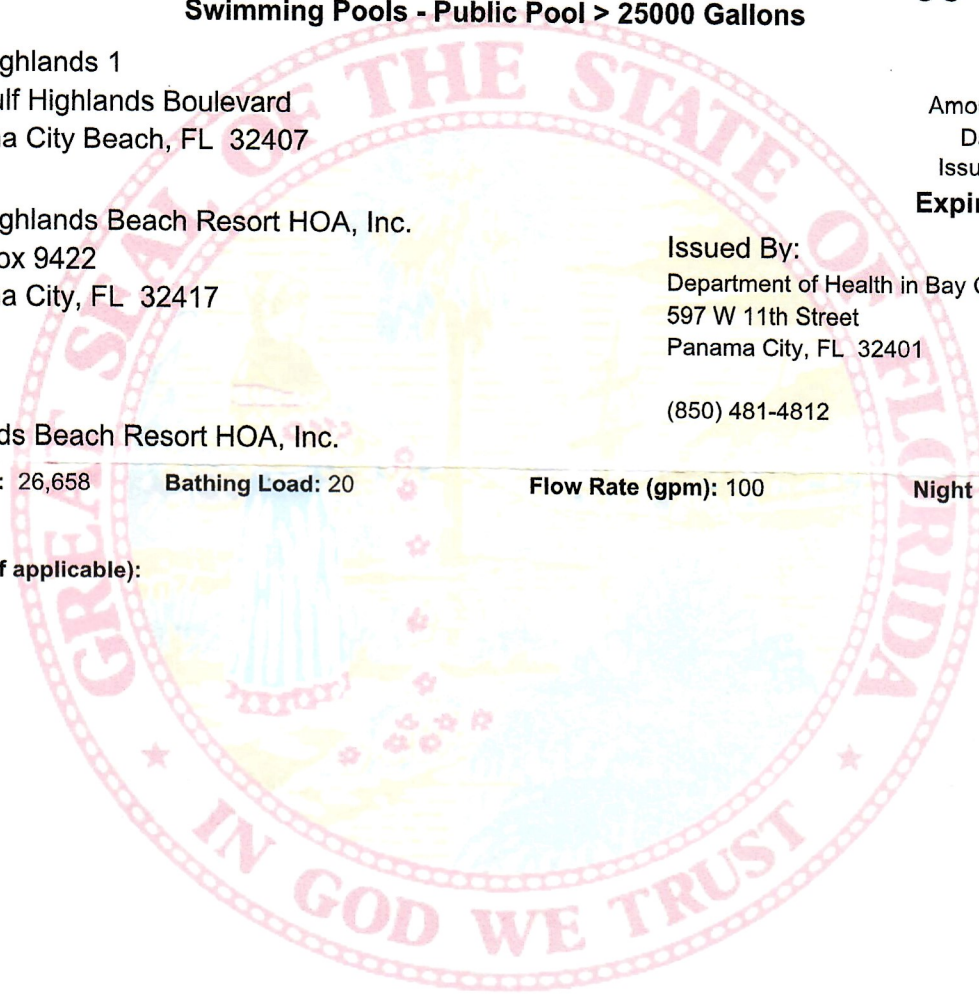 Swimming Pools - Public Pool > 25000 Gallons
ghlands 1
ulf Highlands Boulevard
a City Beach, FL 32407
Amo
D
Issu
Expir
ghlands Beach Resort HOA, Inc.
ox 9422
a City, FL 32417
Issued By:
Department of Health in Bay C
597 W 11th Street
Panama City, FL 32401
(850) 481-4812
ds Beach Resort HOA, Inc.
: 26,658 Bathing Load: 20 Flow Rate (gpm): 100 Night
f applicable):
GREAT SEAL OF THE STATE OF FLORIDA
IN GOD WE TRUST